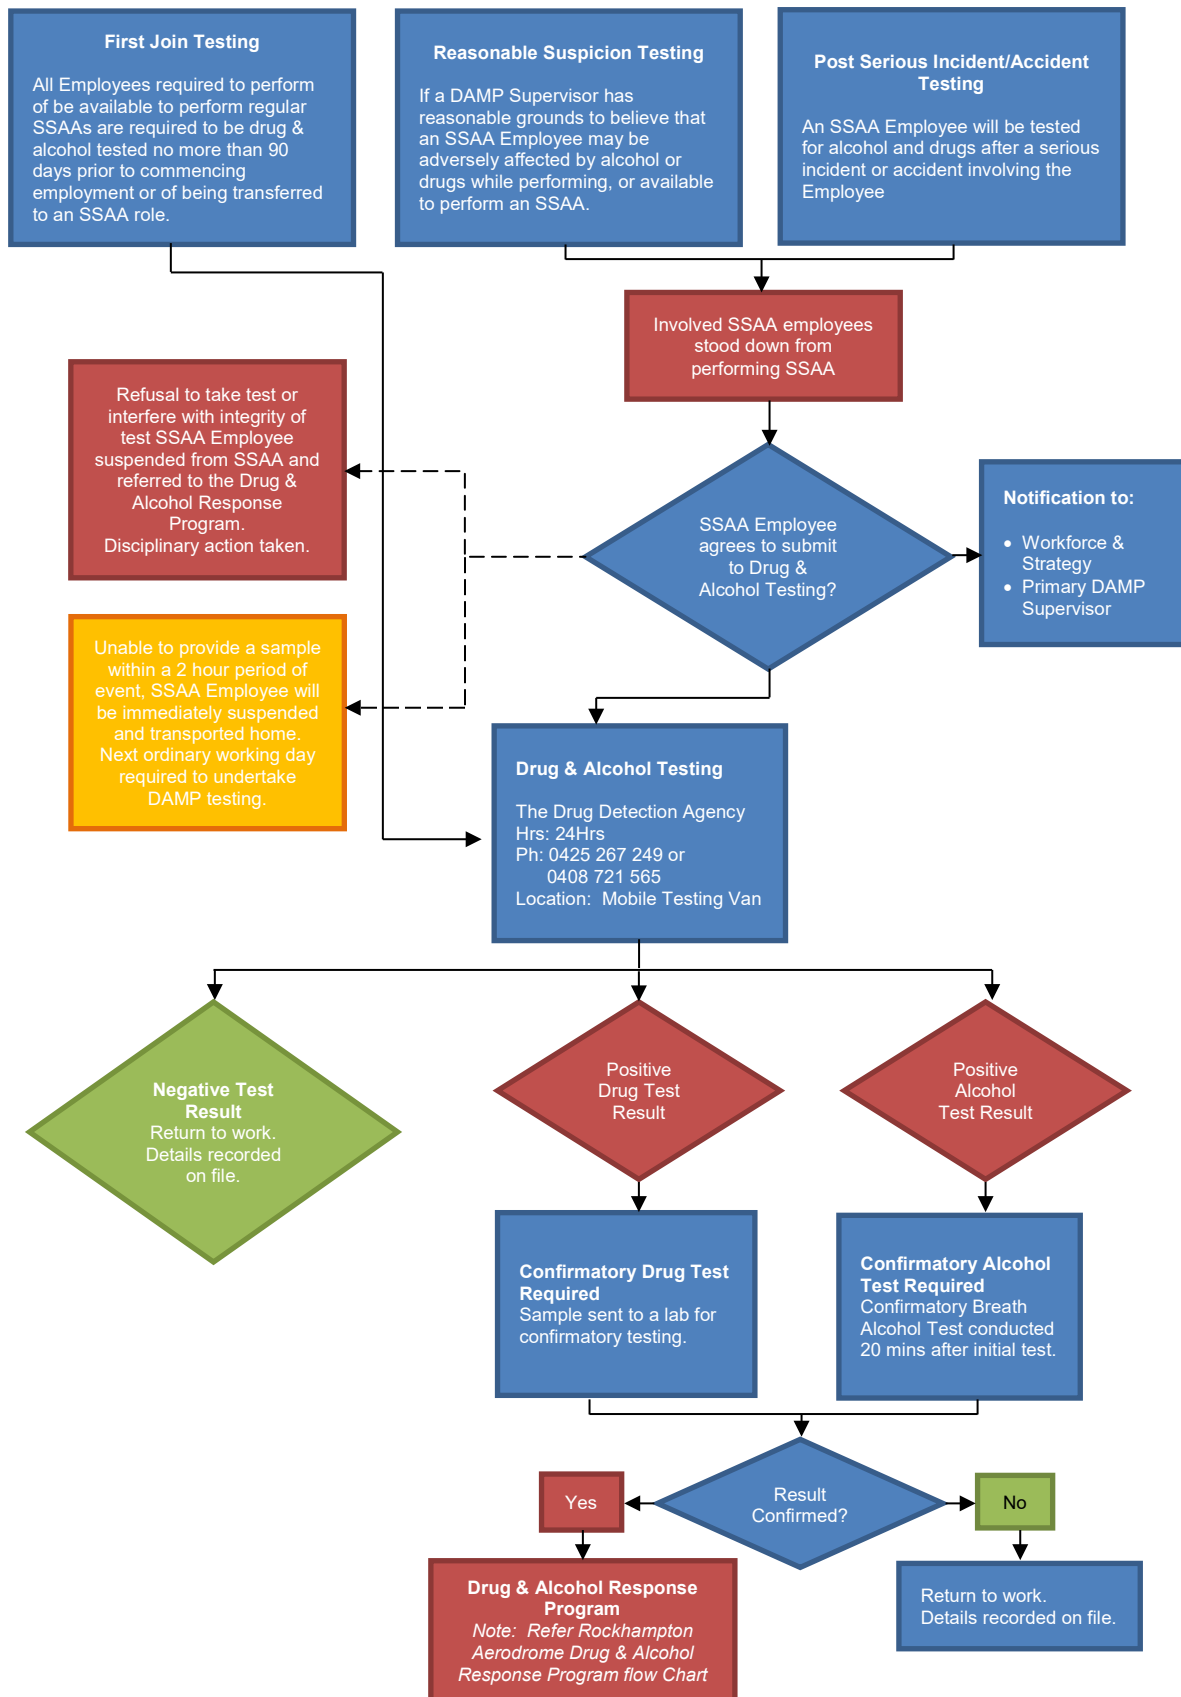 First Join Testing
All Employees required to perform
of be available to perform regular
SSAAs are required to be drug &
alcohol tested no more than 90
days prior to commencing
employment or of being transferred
to an SSAA role.
Reasonable Suspicion Testing
If a DAMP Supervisor has
reasonable grounds to believe that
an SSAA Employee may be
adversely affected by alcohol or
drugs while performing, or available
to perform an SSAA.
Post Serious Incident/Accident
Testing
An SSAA Employee will be tested
for alcohol and drugs after a serious
incident or accident involving the
Employee
Involved SSAA employees
stood down from
performing SSAA
Refusal to take test or
interfere with integrity of
test SSAA Employee
suspended from SSAA and
referred to the Drug &
Alcohol Response
Program.
Disciplinary action taken.
SSAA Employee
agrees to submit
to Drug &
Alcohol Testing?
Notification to:
• Workforce &
Strategy
• Primary DAMP
Supervisor
Unable to provide a sample
within a 2 hour period of
event, SSAA Employee will
be immediately suspended
and transported home.
Next ordinary working day
required to undertake
DAMP testing.
Drug & Alcohol Testing
The Drug Detection Agency
Hrs: 24Hrs
Ph: 0425 267 249 or
0408 721 565
Location: Mobile Testing Van
Negative Test
Result
Return to work.
Details recorded
on file.
Positive
Drug Test
Result
Positive
Alcohol
Test Result
Confirmatory Drug Test
Required
Sample sent to a lab for
confirmatory testing.
Confirmatory Alcohol
Test Required
Confirmatory Breath
Alcohol Test conducted
20 mins after initial test.
Result
Confirmed?
Yes
No
Drug & Alcohol Response
Program
Note: Refer Rockhampton
Aerodrome Drug & Alcohol
Response Program flow Chart
Return to work.
Details recorded on file.